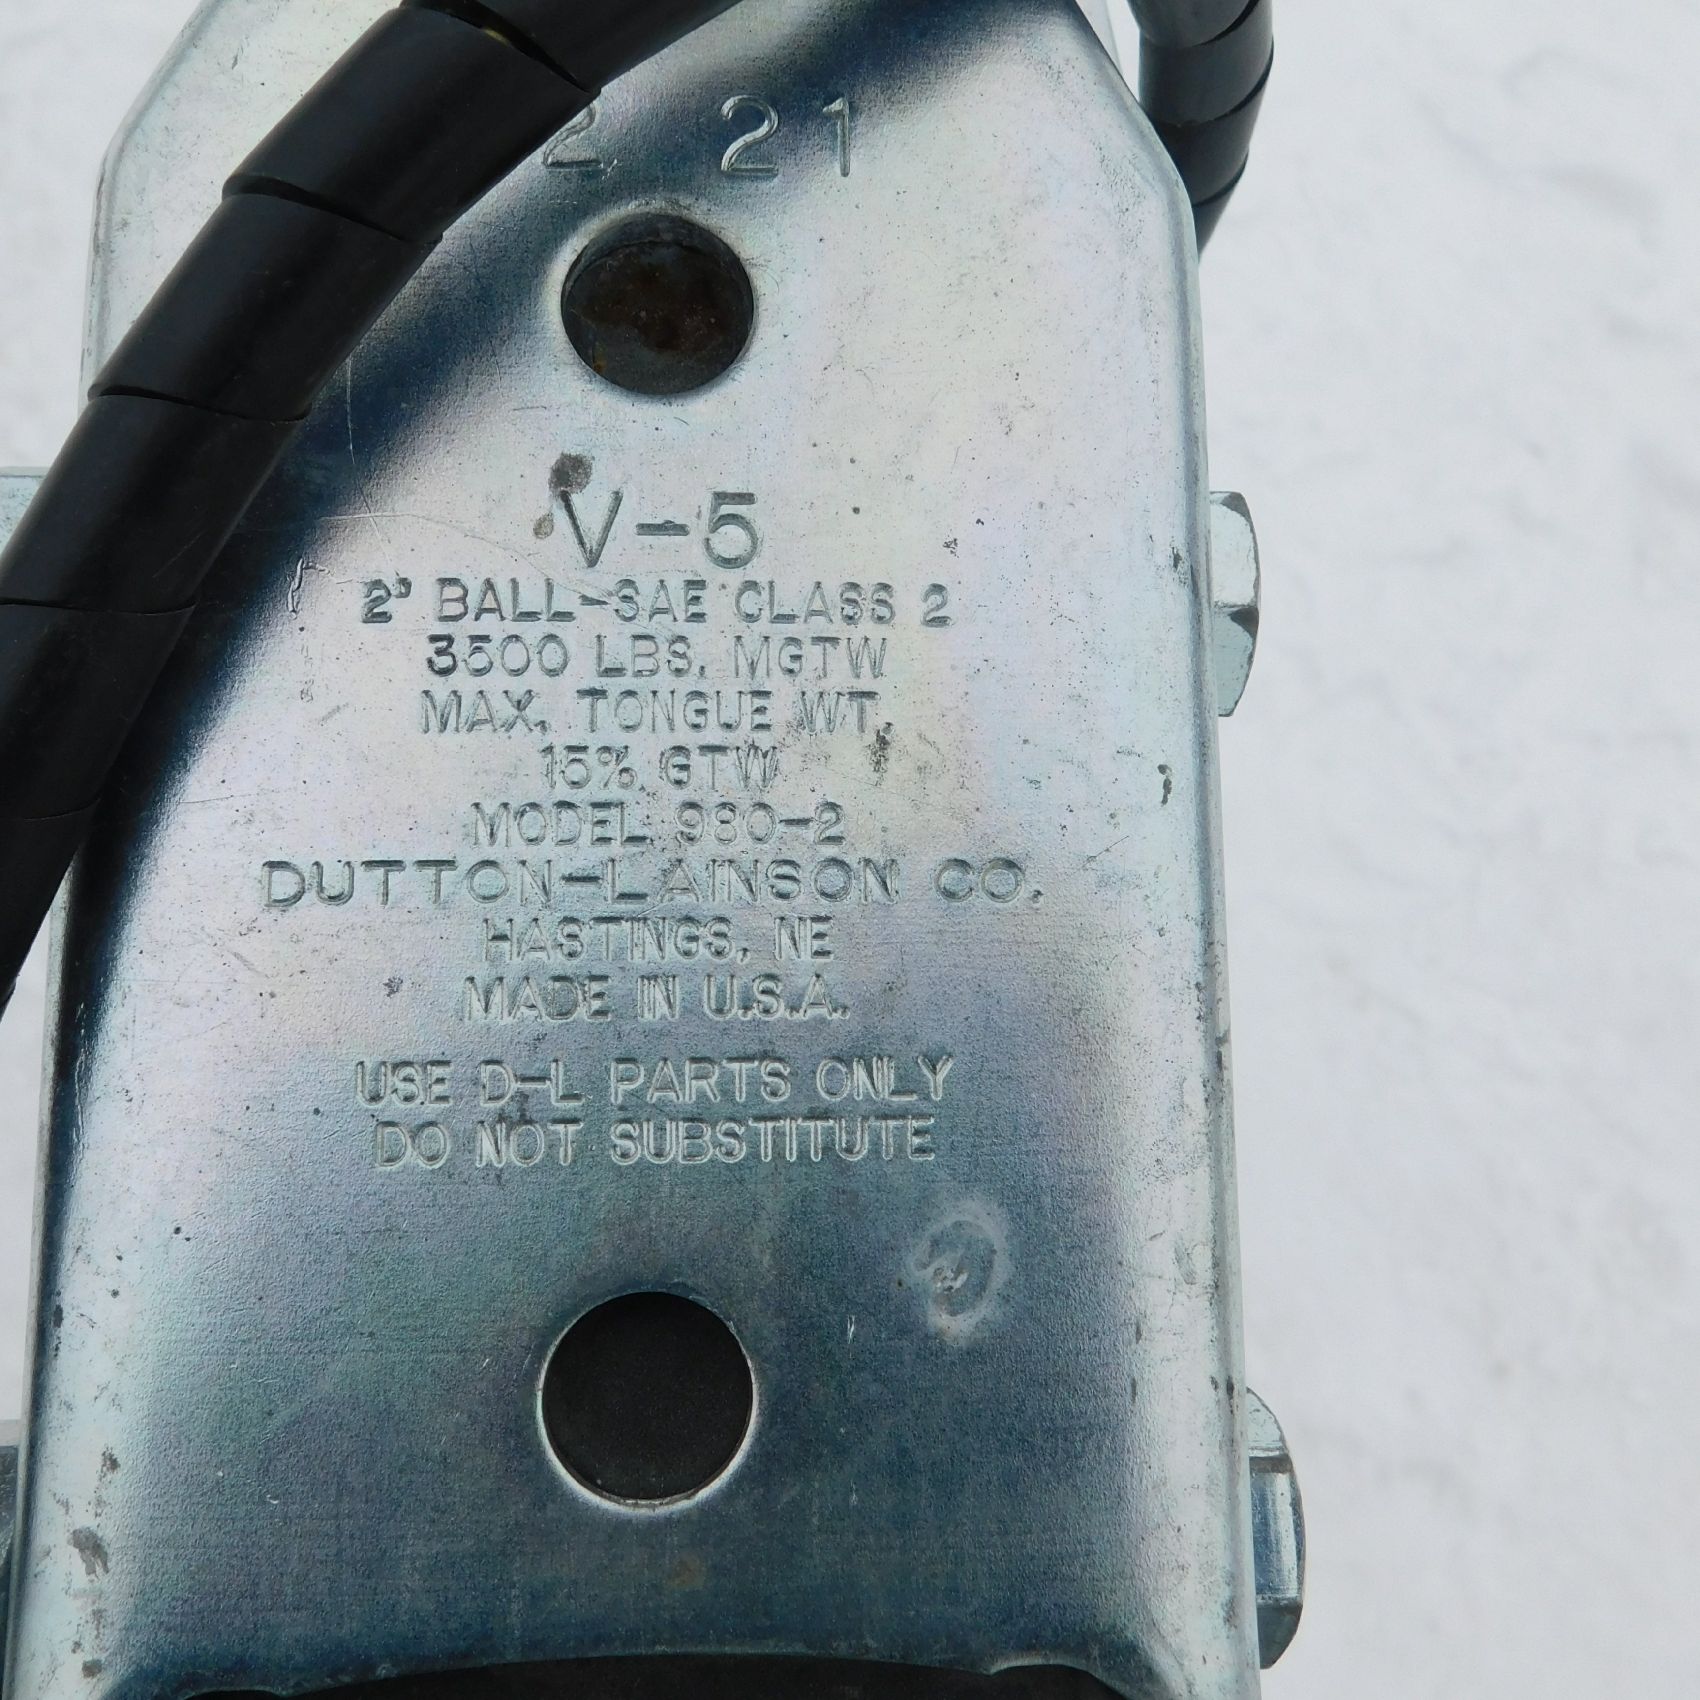 2 21
V-5
2" BALL-SAE CLASS 2
3500 LBS. MGTW
MAX. TONGUE WT.
15% GTW
MODEL 980-2
DUTTON-LAINSON CO.
HASTINGS, NE
MADE IN U.S.A.
USE D-L PARTS ONLY
DO NOT SUBSTITUTE